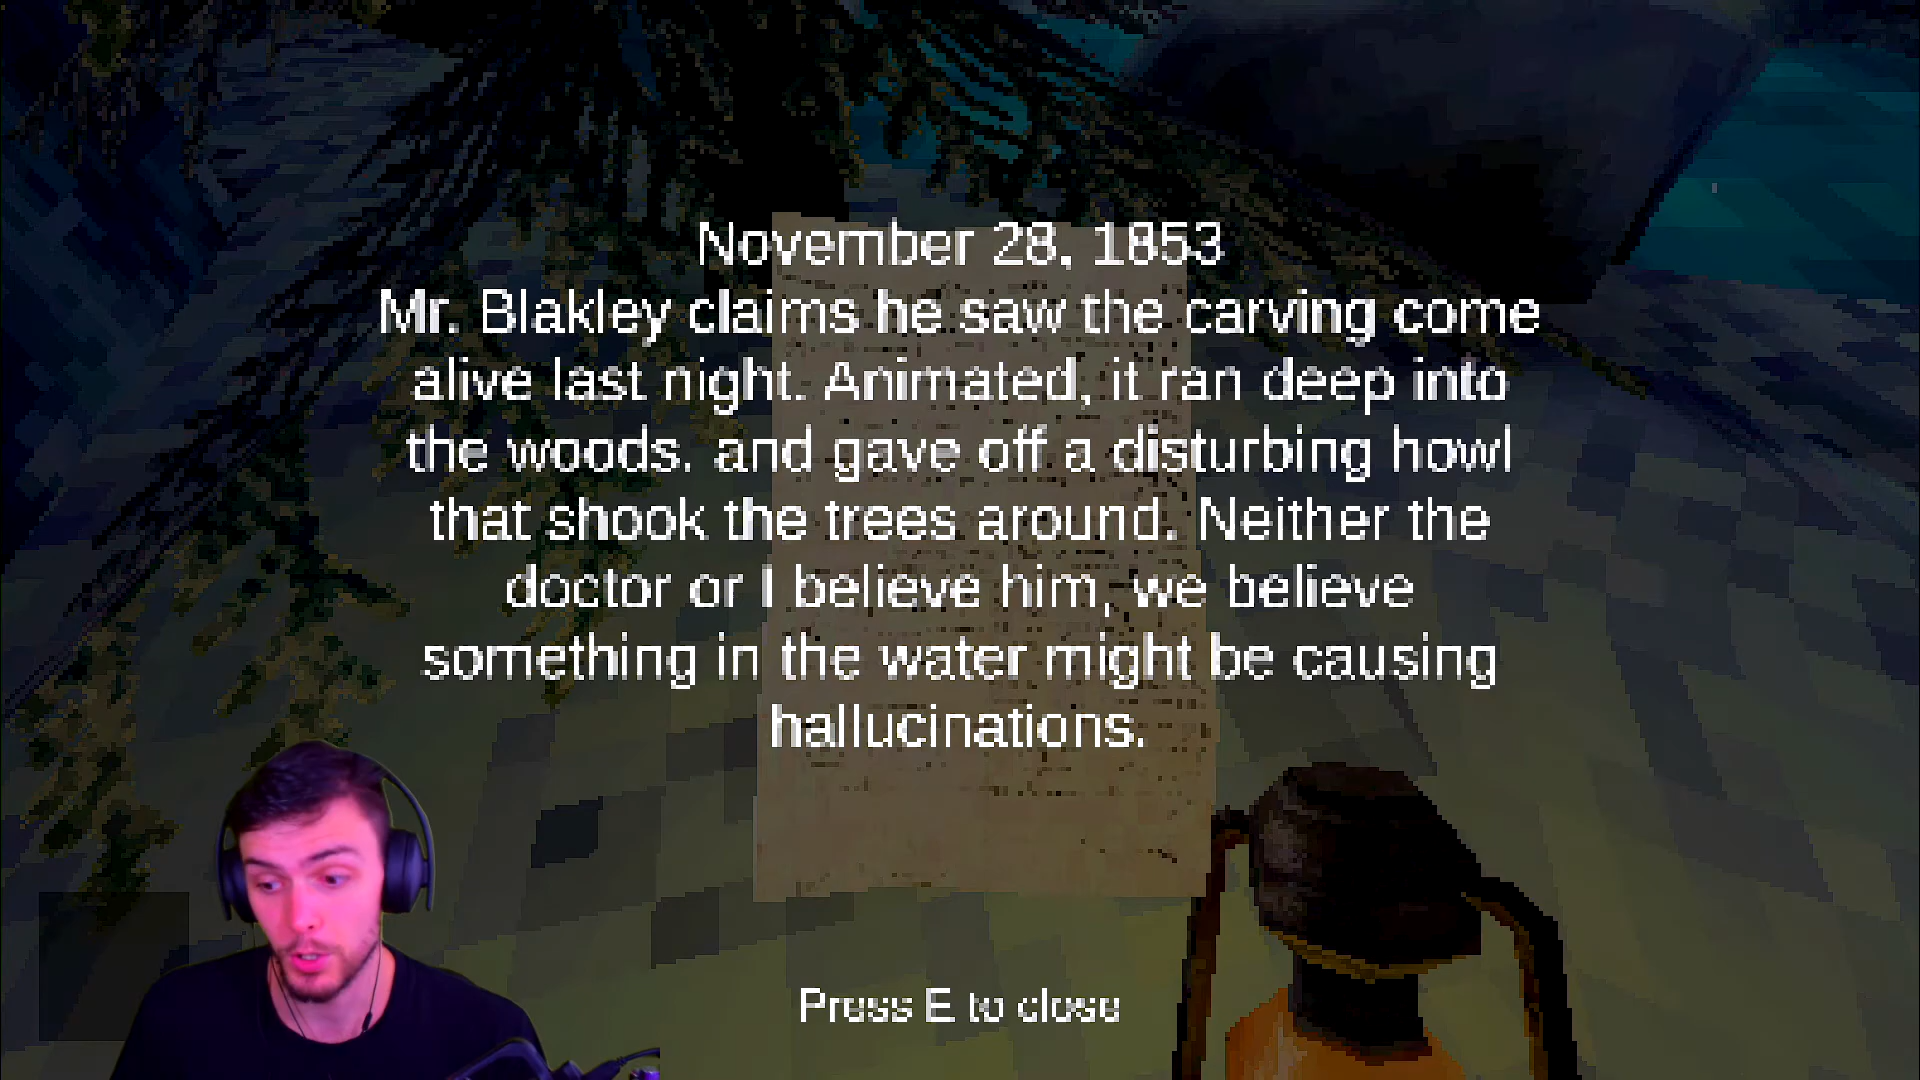 November 28, 1853
Mr. Blakley claims he saw the carving come
alive last night. Animated, it ran deep into
the woods. and gave off a disturbing howl
that shook the trees around. Neither the
doctor or I believe him, we believe
something in the water might be causing
hallucinations.
Press E to close